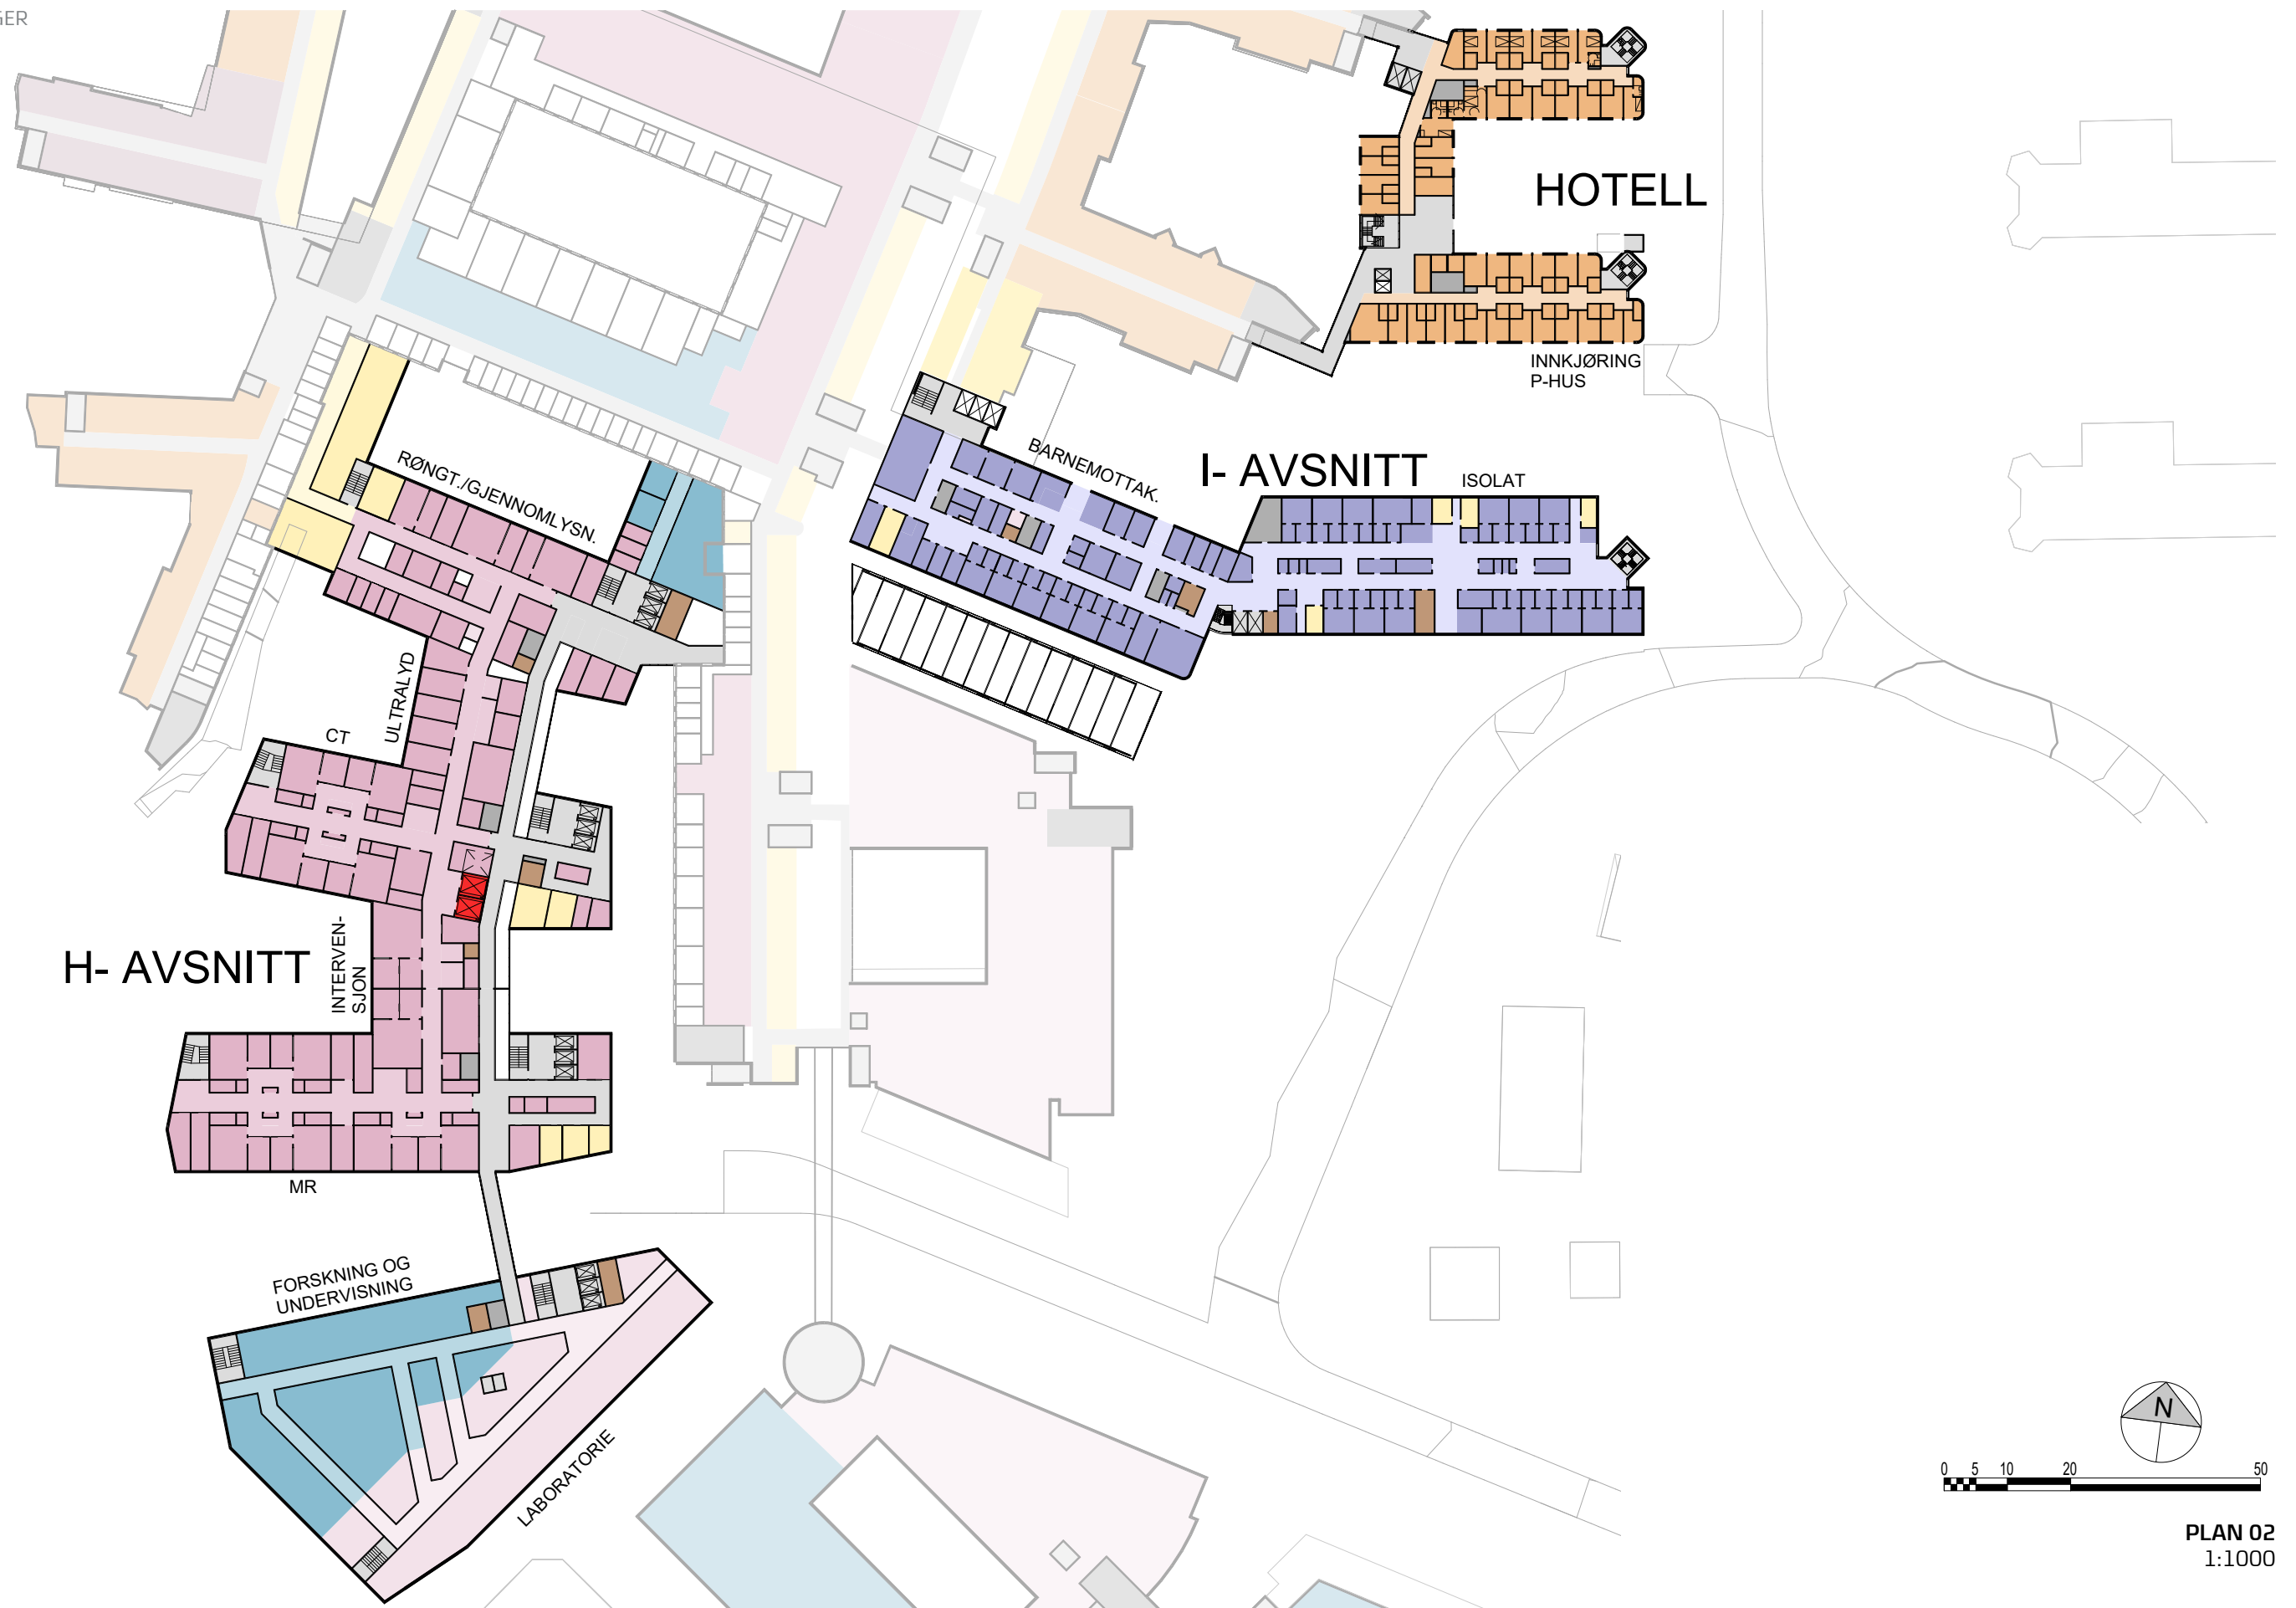 HOTELL
INNKJØRING
P-HUS
BARNEMOTTAK.
I- AVSNITT
ISOLAT
RØNGT./GJENNOMLYSN.
ULTRALYD
CT
H- AVSNITT
INTERVEN-
SJON
MR
FORSKNING OG
UNDERVISNING
LABORATORIE
N
0 5 10 20 50
PLAN 02
1:1000